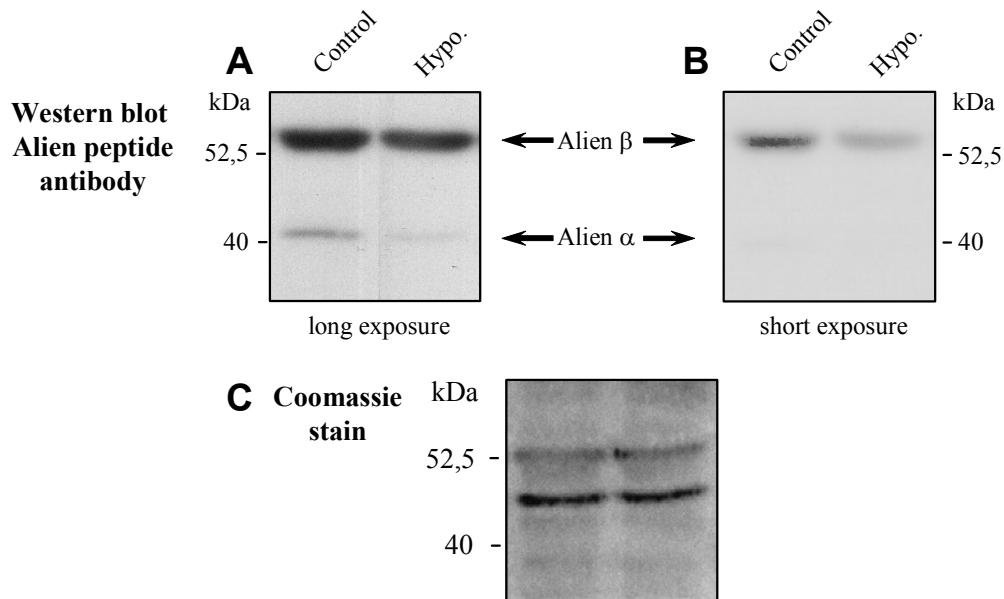 A
Control
Hypo.
B
Control
Hypo.
Western blot
Alien peptide
antibody
kDa
52,5 -
40 -
Alien β
Alien α
kDa
- 52,5
- 40
long exposure
short exposure
C
Coomassie
stain
kDa
52,5 -
40 -